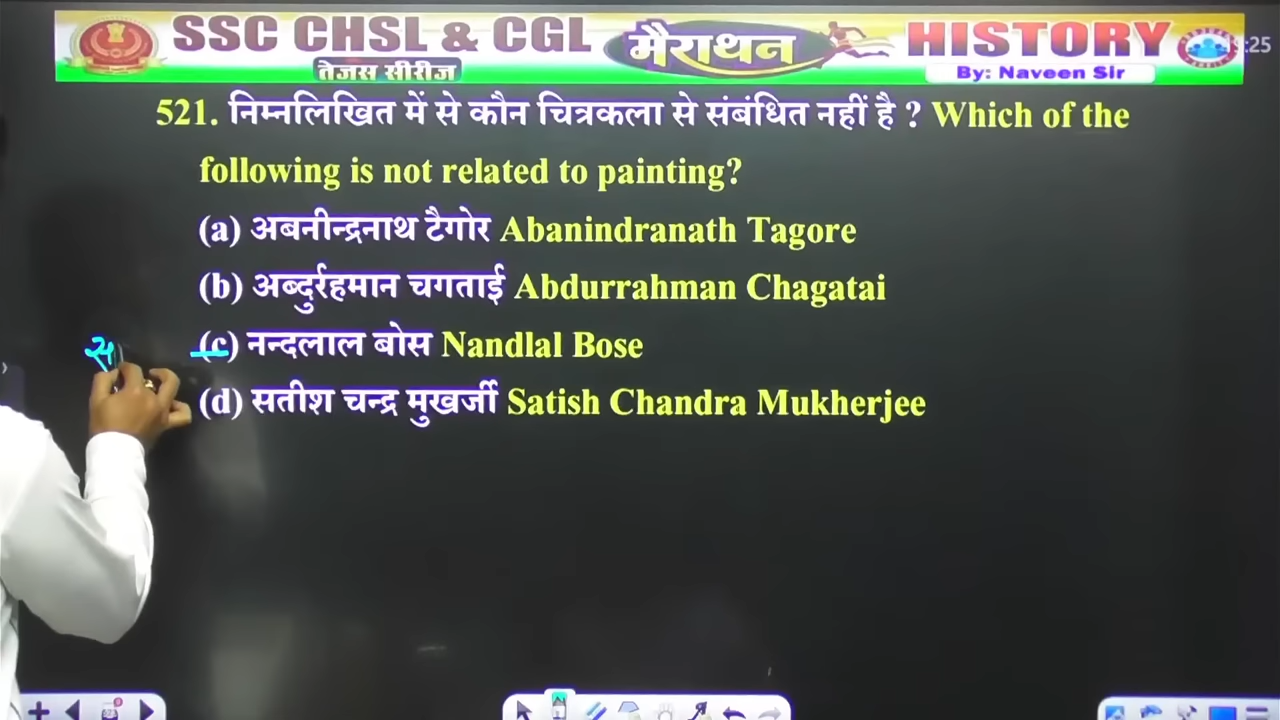 SSC CHSL & CGL मैराथन HISTORY
तेजस सीरीज By: Naveen Sir
521. निम्नलिखित में से कौन चित्रकला से संबंधित नहीं है ? Which of the
following is not related to painting?
(a) अबनीन्द्रनाथ टैगोर Abanindranath Tagore
(b) अब्दुर्रहमान चगताई Abdurrahman Chagatai
(c) नन्दलाल बोस Nandlal Bose
(d) सतीश चन्द्र मुखर्जी Satish Chandra Mukherjee